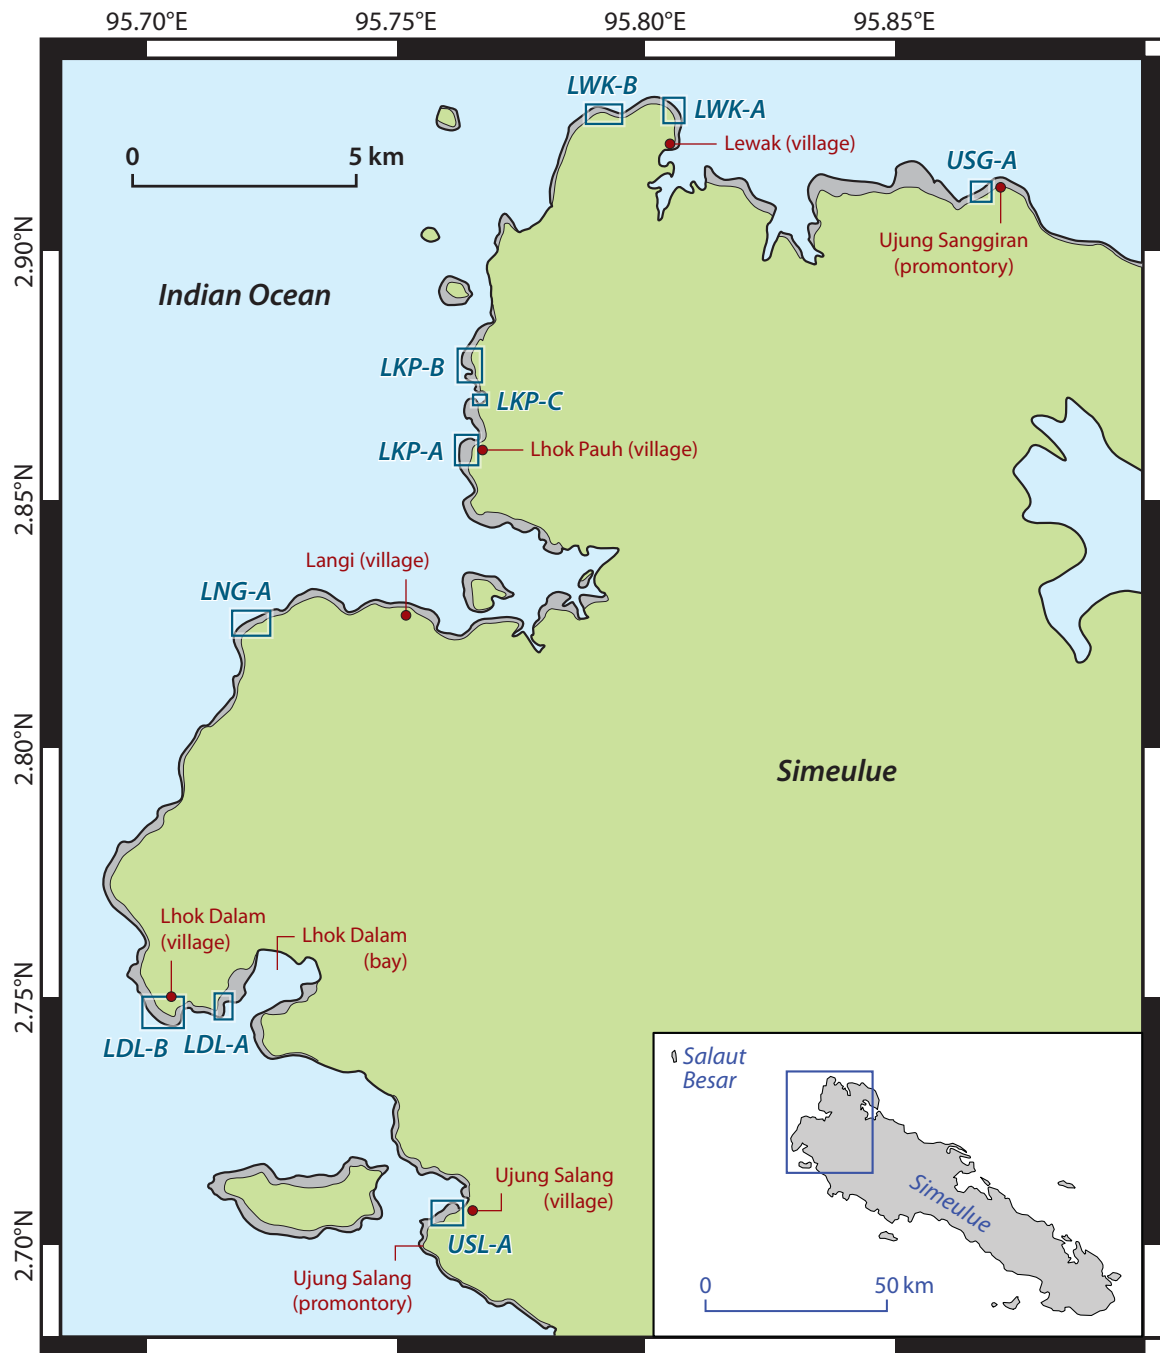 95.70°E
95.75°E
95.80°E
95.85°E
LWK-B
LWK-A
Lewak (village)
0
5 km
USG-A
Ujung Sanggiran
(promontory)
2.90°N
Indian Ocean
LKP-B
LKP-C
LKP-A
Lhok Pauh (village)
2.85°N
Langi (village)
LNG-A
2.80°N
Simeulue
Lhok Dalam
(village)
Lhok Dalam
(bay)
2.75°N
LDL-B
LDL-A
Salaut
Besar
Ujung Salang
(village)
Simeulue
USL-A
2.70°N
Ujung Salang
(promontory)
0
50 km